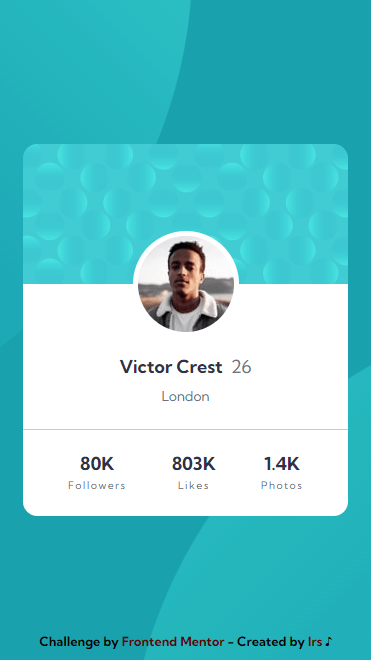 Victor Crest 26
London
80K 803K 1.4K
Followers Likes Photos
Challenge by Frontend Mentor - Created by Irs ♪